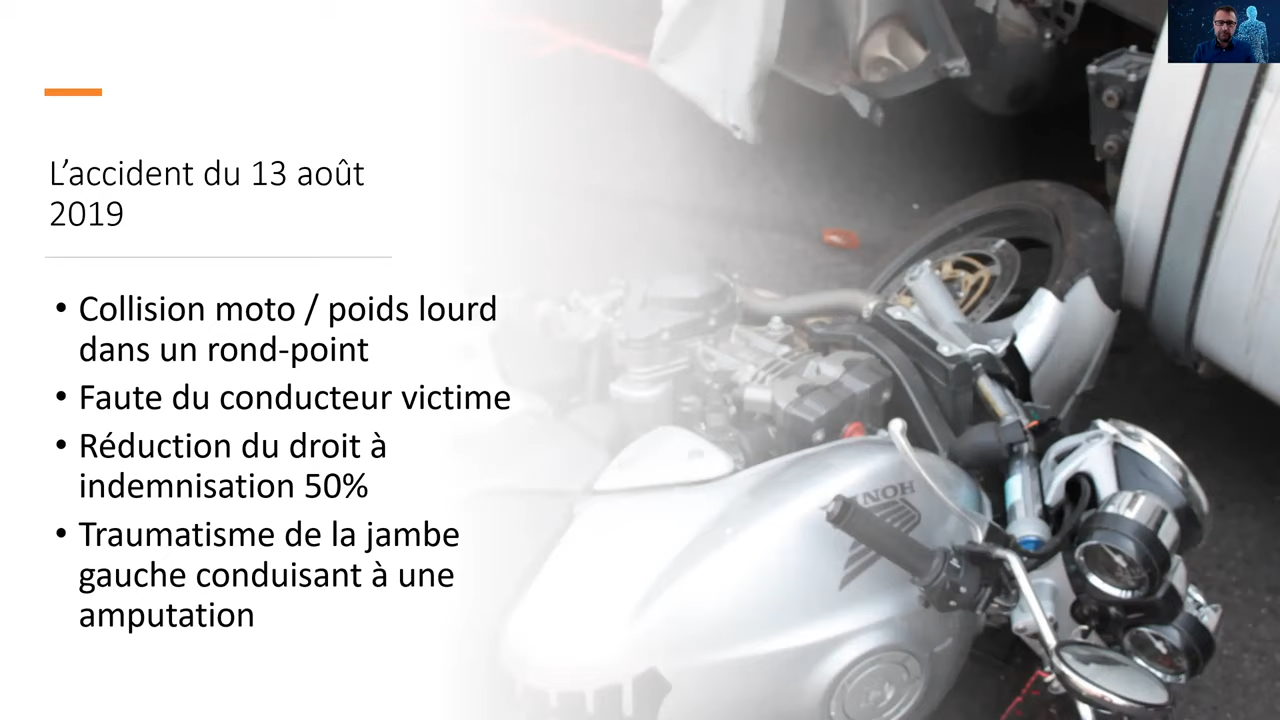 L’accident du 13 août
2019
• Collision moto / poids lourd
dans un rond-point
• Faute du conducteur victime
• Réduction du droit à
indemnisation 50%
• Traumatisme de la jambe
gauche conduisant à une
amputation
HON